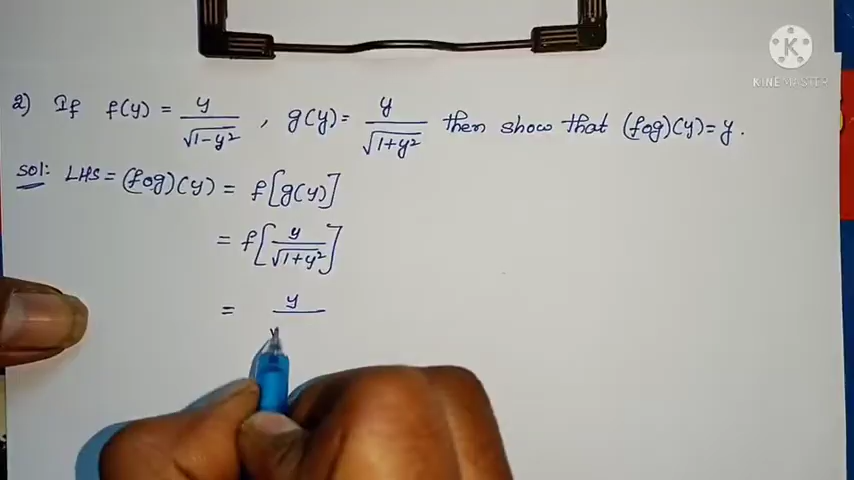 KINEMASTER
2) If f(y) = y/√1-y², g(y) = y/√1+y² then show that (fog)(y) = y.
Sol: LHS = (fog)(y) = f[g(y)]
= f[y/√1+y²]
= y